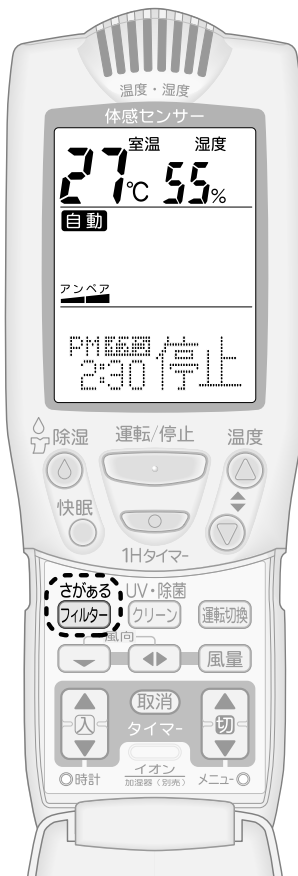 温度・湿度
体感センサー
室温 湿度
27℃ 55%
自動
アンペア
PM
2:30 停止
除湿 運転/停止 温度
快眠
1Hタイマー
さがある UV・除菌
フィルター クリーン 運転切換
風向
風量
取消
入 タイマー 切
イオン
時計 加湿器(別売) メニュー